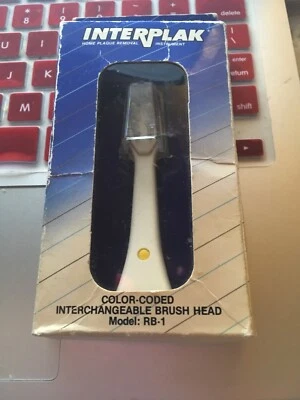 INTERPLAK
HOME PLAQUE REMOVAL INSTRUMENT
COLOR-CODED
INTERCHANGEABLE BRUSH HEAD
Model: RB-1